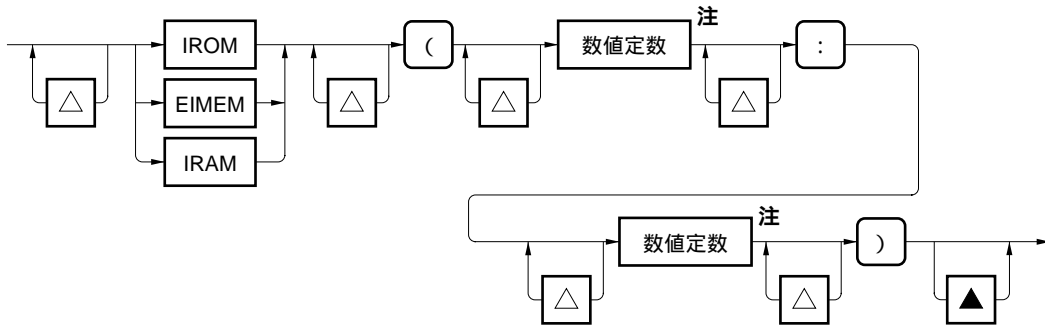 注
IROM ( 数値定数 :
△ EIMEM △ △ △
IRAM
注
数値定数 )
△ △ ▲